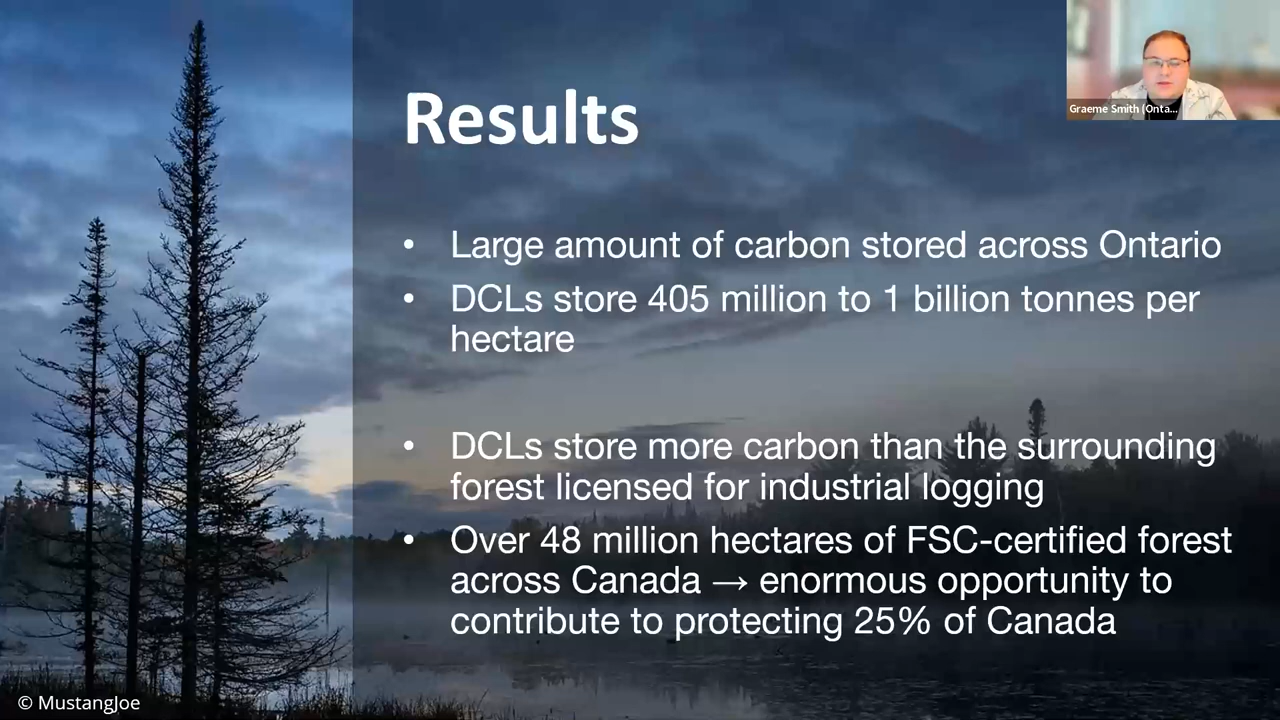 Graeme Smith (Onta...
Results
• Large amount of carbon stored across Ontario
• DCLs store 405 million to 1 billion tonnes per
hectare
• DCLs store more carbon than the surrounding
forest licensed for industrial logging
• Over 48 million hectares of FSC-certified forest
across Canada → enormous opportunity to
contribute to protecting 25% of Canada
© MustangJoe